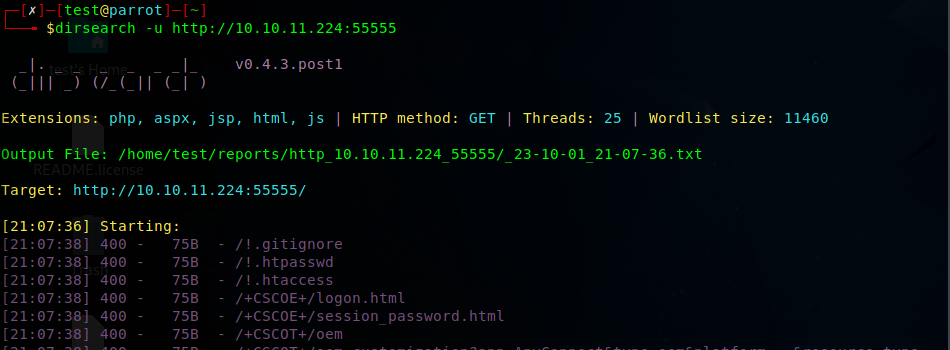 [✗]-[test@parrot]-[~]
$dirsearch -u http://10.10.11.224:55555
test's Home
v0.4.3.post1
Extensions: php, aspx, jsp, html, js | HTTP method: GET | Threads: 25 | Wordlist size: 11460
Output File: /home/test/reports/http_10.10.11.224_55555/_23-10-01_21-07-36.txt
README.license
Target: http://10.10.11.224:55555/
[21:07:36] Starting:
[21:07:38] 400 - 75B - /!.gitignore
[21:07:38] 400 - 75B - /!.htpasswd
[21:07:38] 400 - 75B - /!.htaccess
[21:07:38] 400 - 75B - /+CSCOE+/logon.html
[21:07:38] 400 - 75B - /+CSCOE+/session_password.html
[21:07:38] 400 - 75B - /+CSCOT+/oem